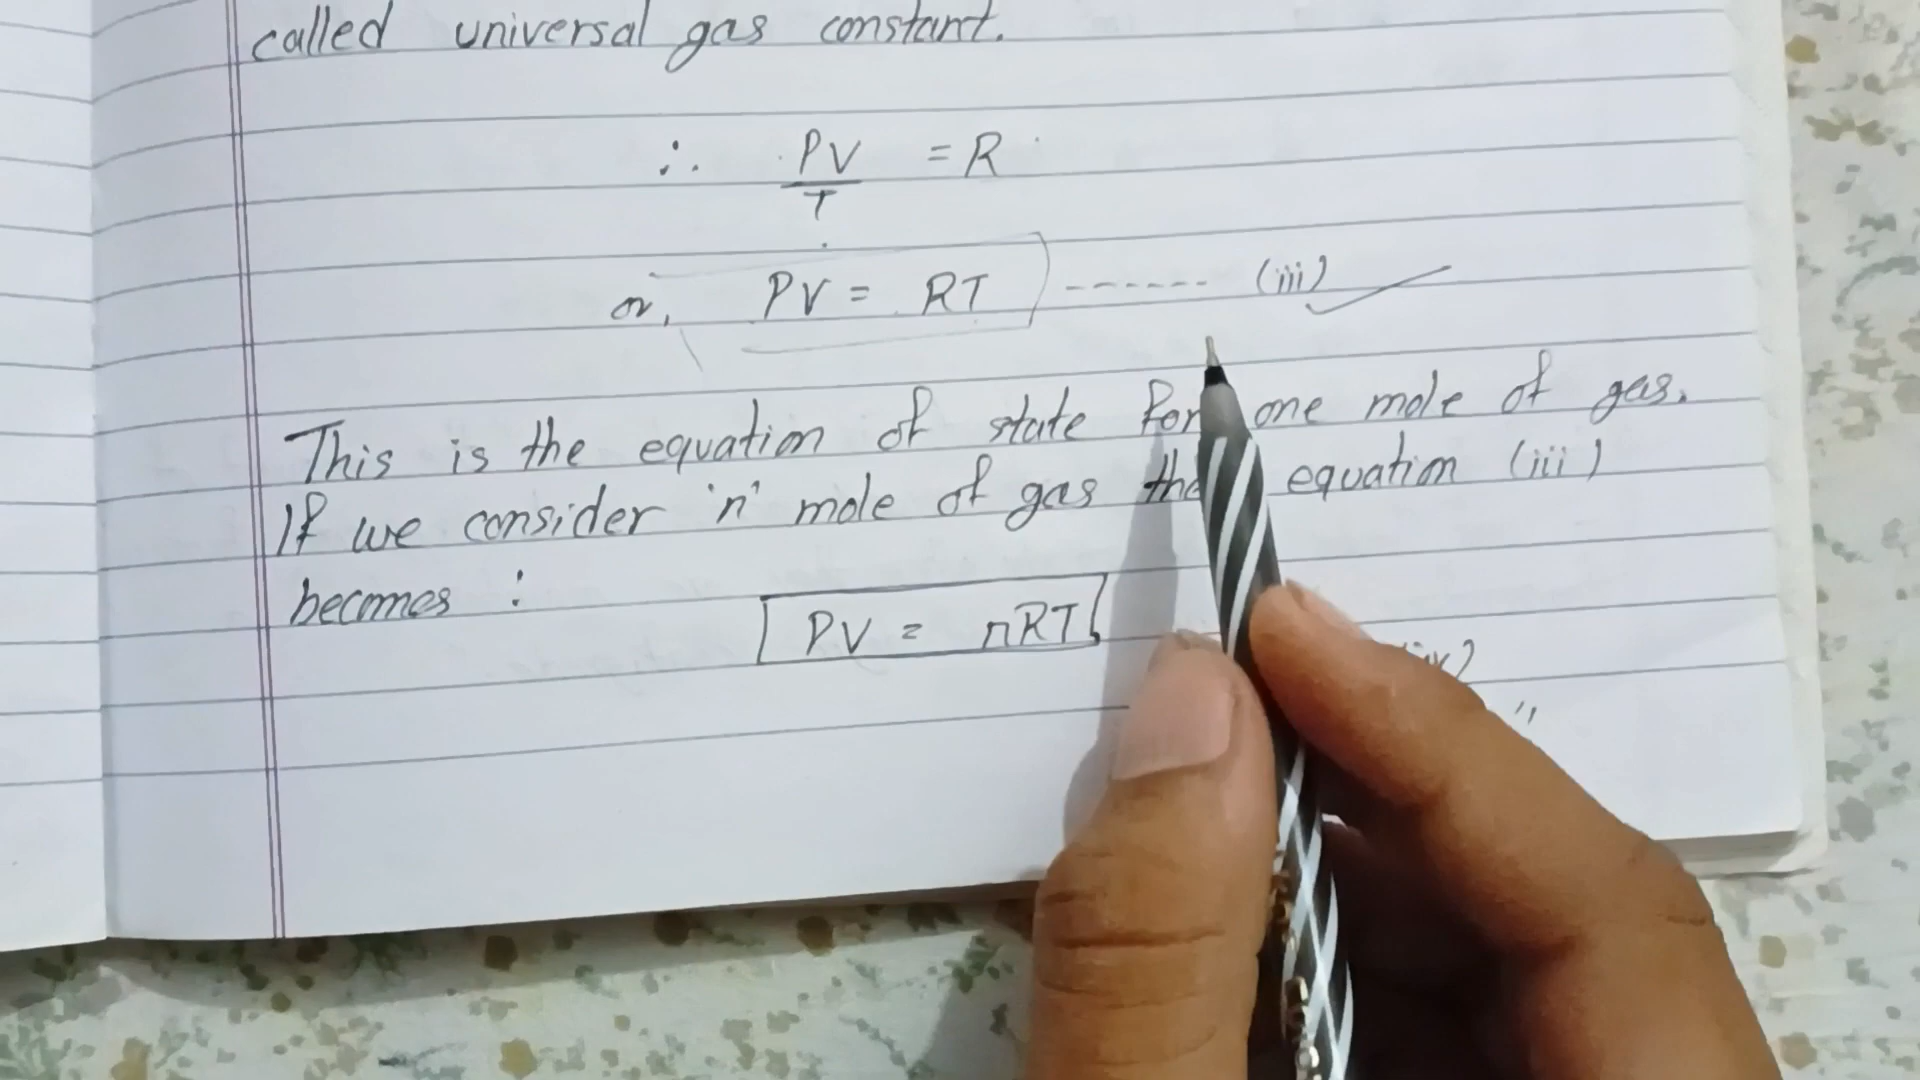 called universal gas constant.
∴ PV = R
T
or, PV = RT ------ (iii)
This is the equation of state for one mole of gas.
If we consider 'n' mole of gas the equation (iii)
becomes :
PV = nRT